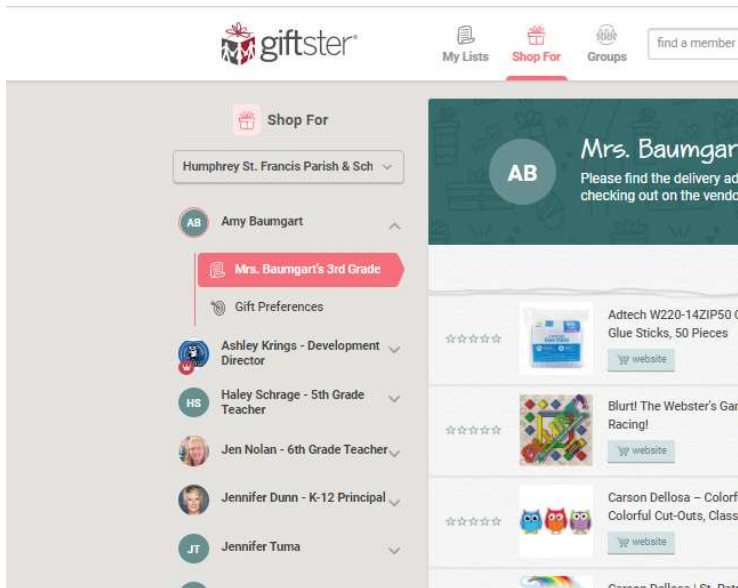 giftster®
My Lists
Shop For
Groups
find a member
Shop For
Humphrey St. Francis Parish & Sch
AB
Amy Baumgart
Mrs. Baumgart's 3rd Grade
Gift Preferences
Ashley Krings - Development
Director
HS
Haley Schrage - 5th Grade
Teacher
Jen Nolan - 6th Grade Teacher
Jennifer Dunn - K-12 Principal
JT
Jennifer Tuma
AB
Mrs. Baumgar
Please find the delivery ad
checking out on the vendo
Adtech W220-14ZIP50
Glue Sticks, 50 Pieces
website
Blurt! The Webster's Gar
Racing!
website
Carson Dellosa – Colorf
Colorful Cut-Outs, Class
website